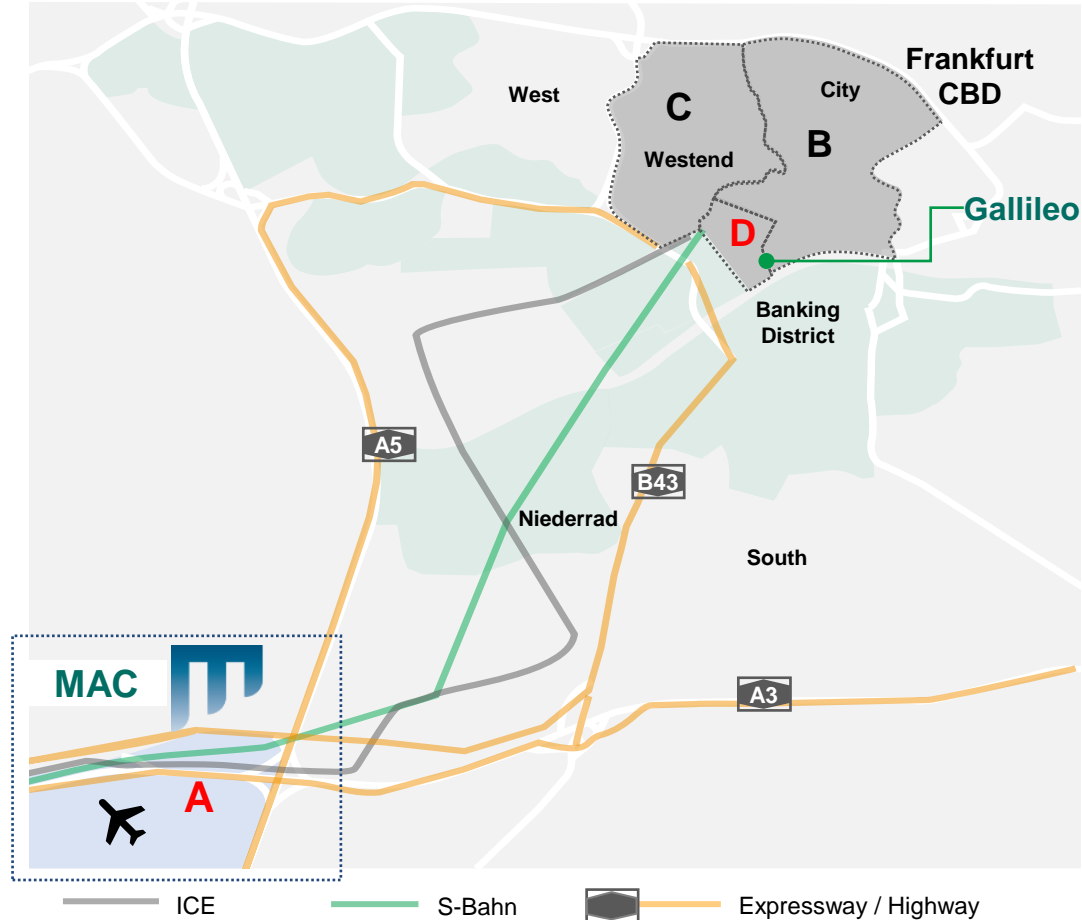 Frankfurt
CBD
City
West
C
B
Westend
Gallileo
D
Banking
District
A5
B43
Niederrad
South
MAC
A3
A
ICE
S-Bahn
Expressway / Highway